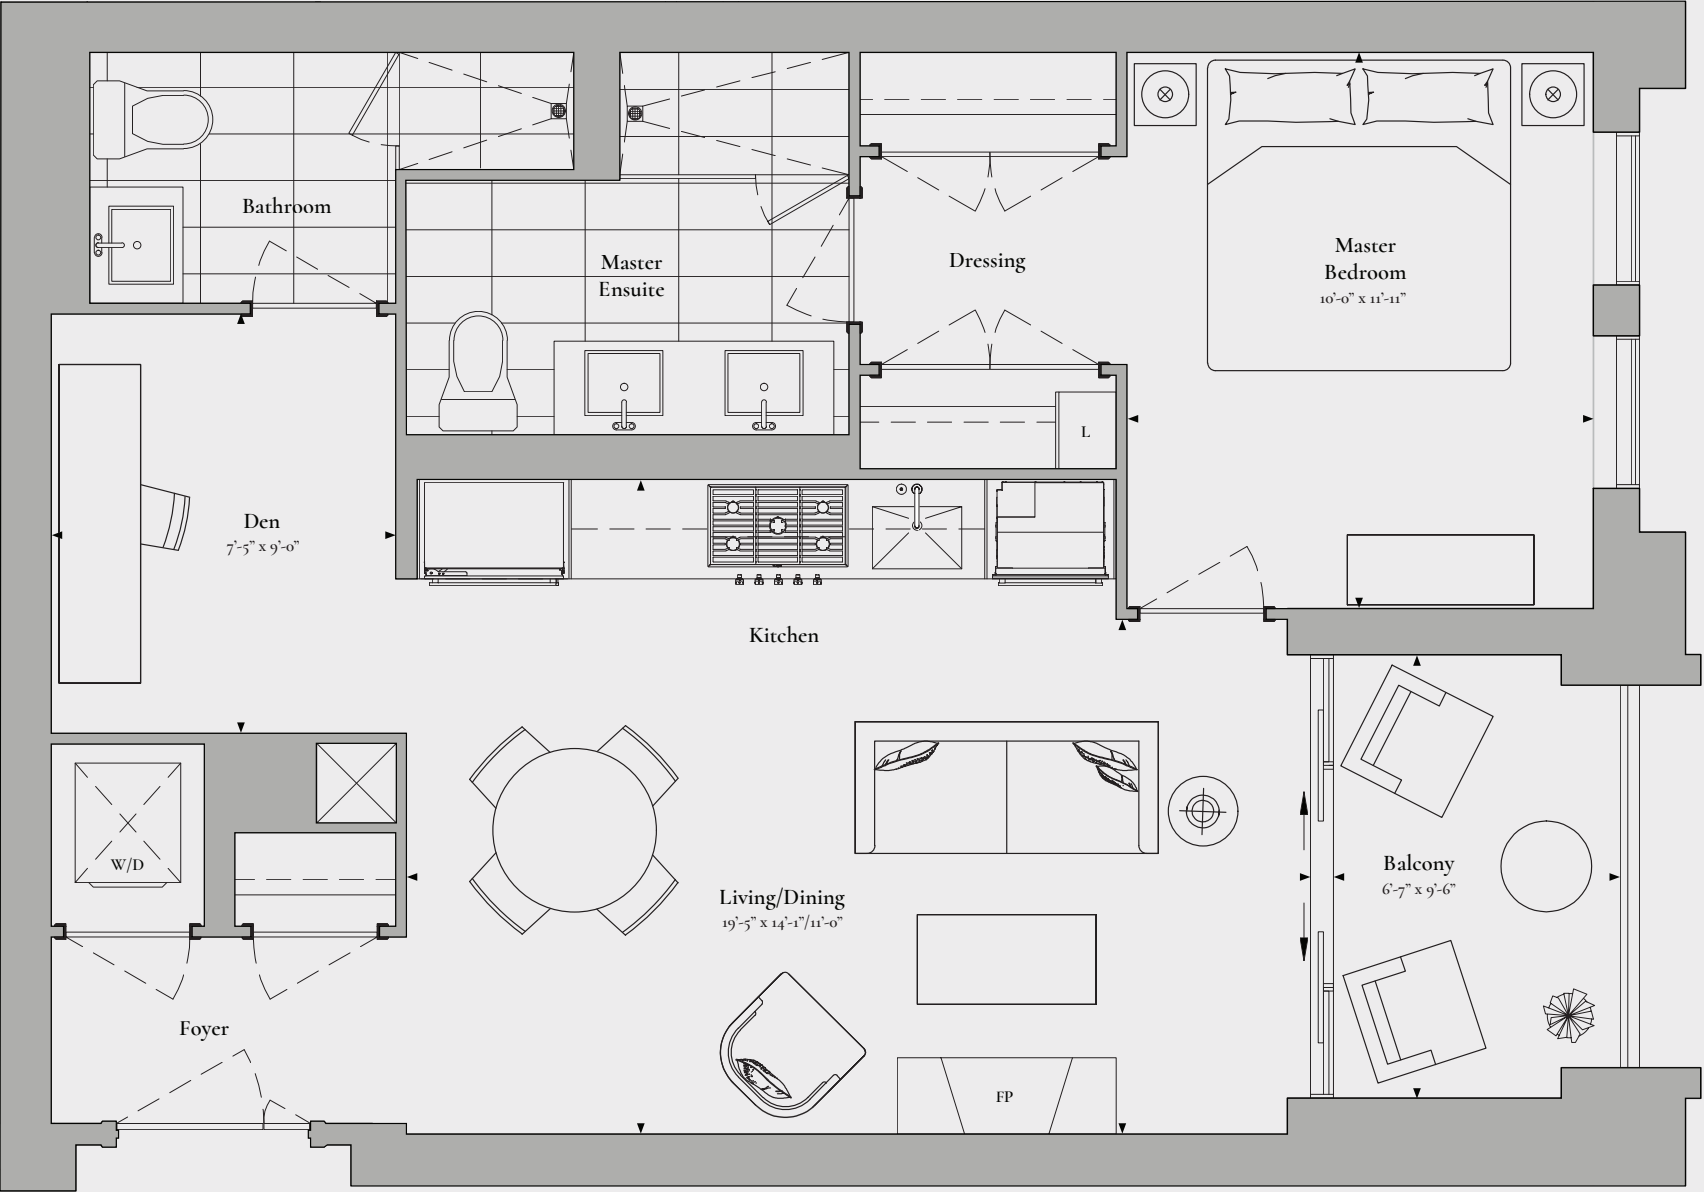 Bathroom
Master
Ensuite
Dressing
Master
Bedroom
10'-0" x 11'-11"
L
Den
7'-5" x 9'-0"
Kitchen
W/D
Living/Dining
19'-5" x 14'-1"/11'-0"
Balcony
6'-7" x 9'-6"
Foyer
FP